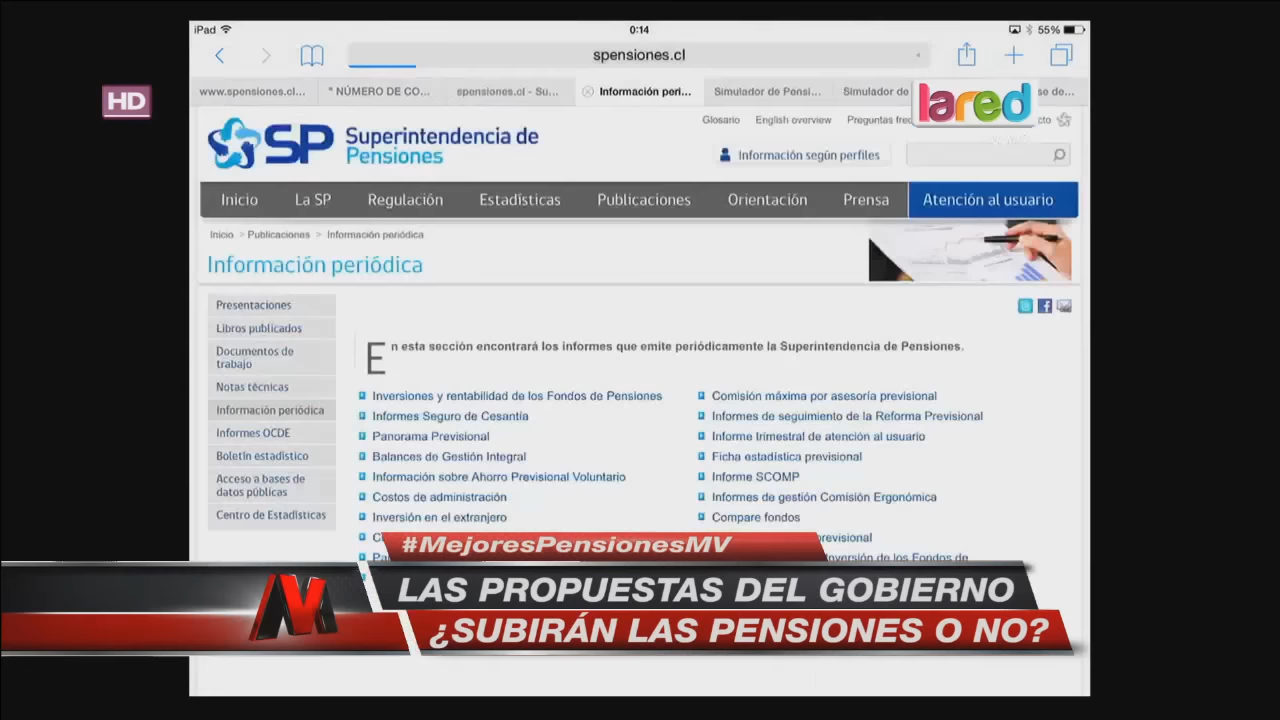 iPad
0:14
55%
spensiones.cl
www.spensiones.cl...
" NÚMERO DE CO...
spensiones.cl - Su...
Información peri...
Simulador de Pensi...
Simulador de
so de...
HD
lared
Glosario
English overview
Preguntas frec
cto
SP Superintendencia de
Pensiones
Información según perfiles
Inicio
La SP
Regulación
Estadísticas
Publicaciones
Orientación
Prensa
Atención al usuario
Inicio > Publicaciones > Información periódica
Información periódica
Presentaciones
Libros publicados
Documentos de
trabajo
Notas técnicas
Información periódica
Informes OCDE
Boletín estadístico
Acceso a bases de
datos públicas
Centro de Estadísticas
En esta sección encontrará los informes que emite periódicamente la Superintendencia de Pensiones.
Inversiones y rentabilidad de los Fondos de Pensiones
Informes Seguro de Cesantía
Panorama Previsional
Balances de Gestión Integral
Información sobre Ahorro Previsional Voluntario
Costos de administración
Inversión en el extranjero
Comisión máxima por asesoría previsional
Informes de seguimiento de la Reforma Previsional
Informe trimestral de atención al usuario
Ficha estadística previsional
Informe SCOMP
Informes de gestión Comisión Ergonómica
Compare fondos
previsional
nversión de los Fondos de
#MejoresPensionesMV
LAS PROPUESTAS DEL GOBIERNO
¿SUBIRÁN LAS PENSIONES O NO?